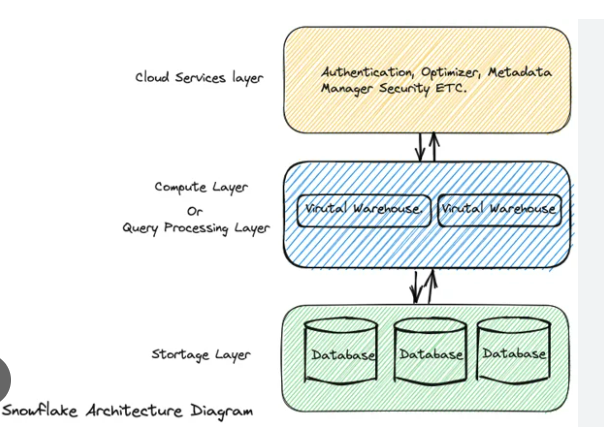 Cloud Services layer
Authentication, Optimizer, Metadata
Manager Security ETC.
Compute Layer
Or
Query Processing Layer
Virutal Warehouse
Virutal Warehouse
Stortage Layer
Database
Database
Database
Snowflake Architecture Diagram